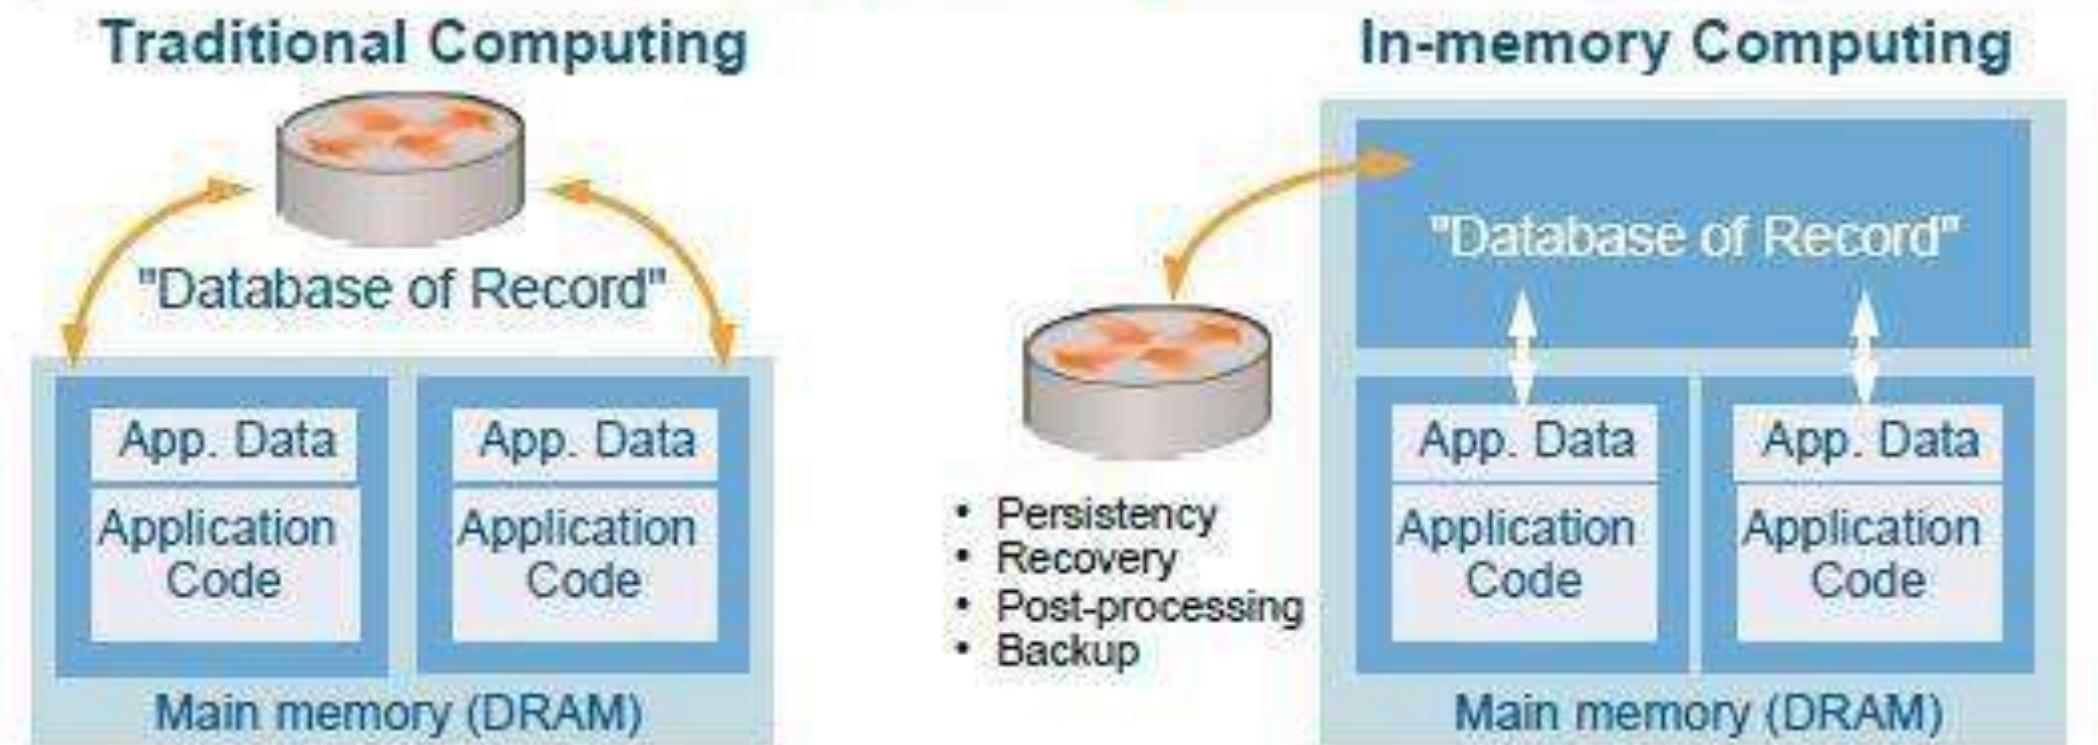 Traditional Computing
"Database of Record"
App. Data
Application
Code
App. Data
Application
Code
Main memory (DRAM)
In-memory Computing
"Database of Record"
• Persistency
• Recovery
• Post-processing
• Backup
App. Data
Application
Code
App. Data
Application
Code
Main memory (DRAM)